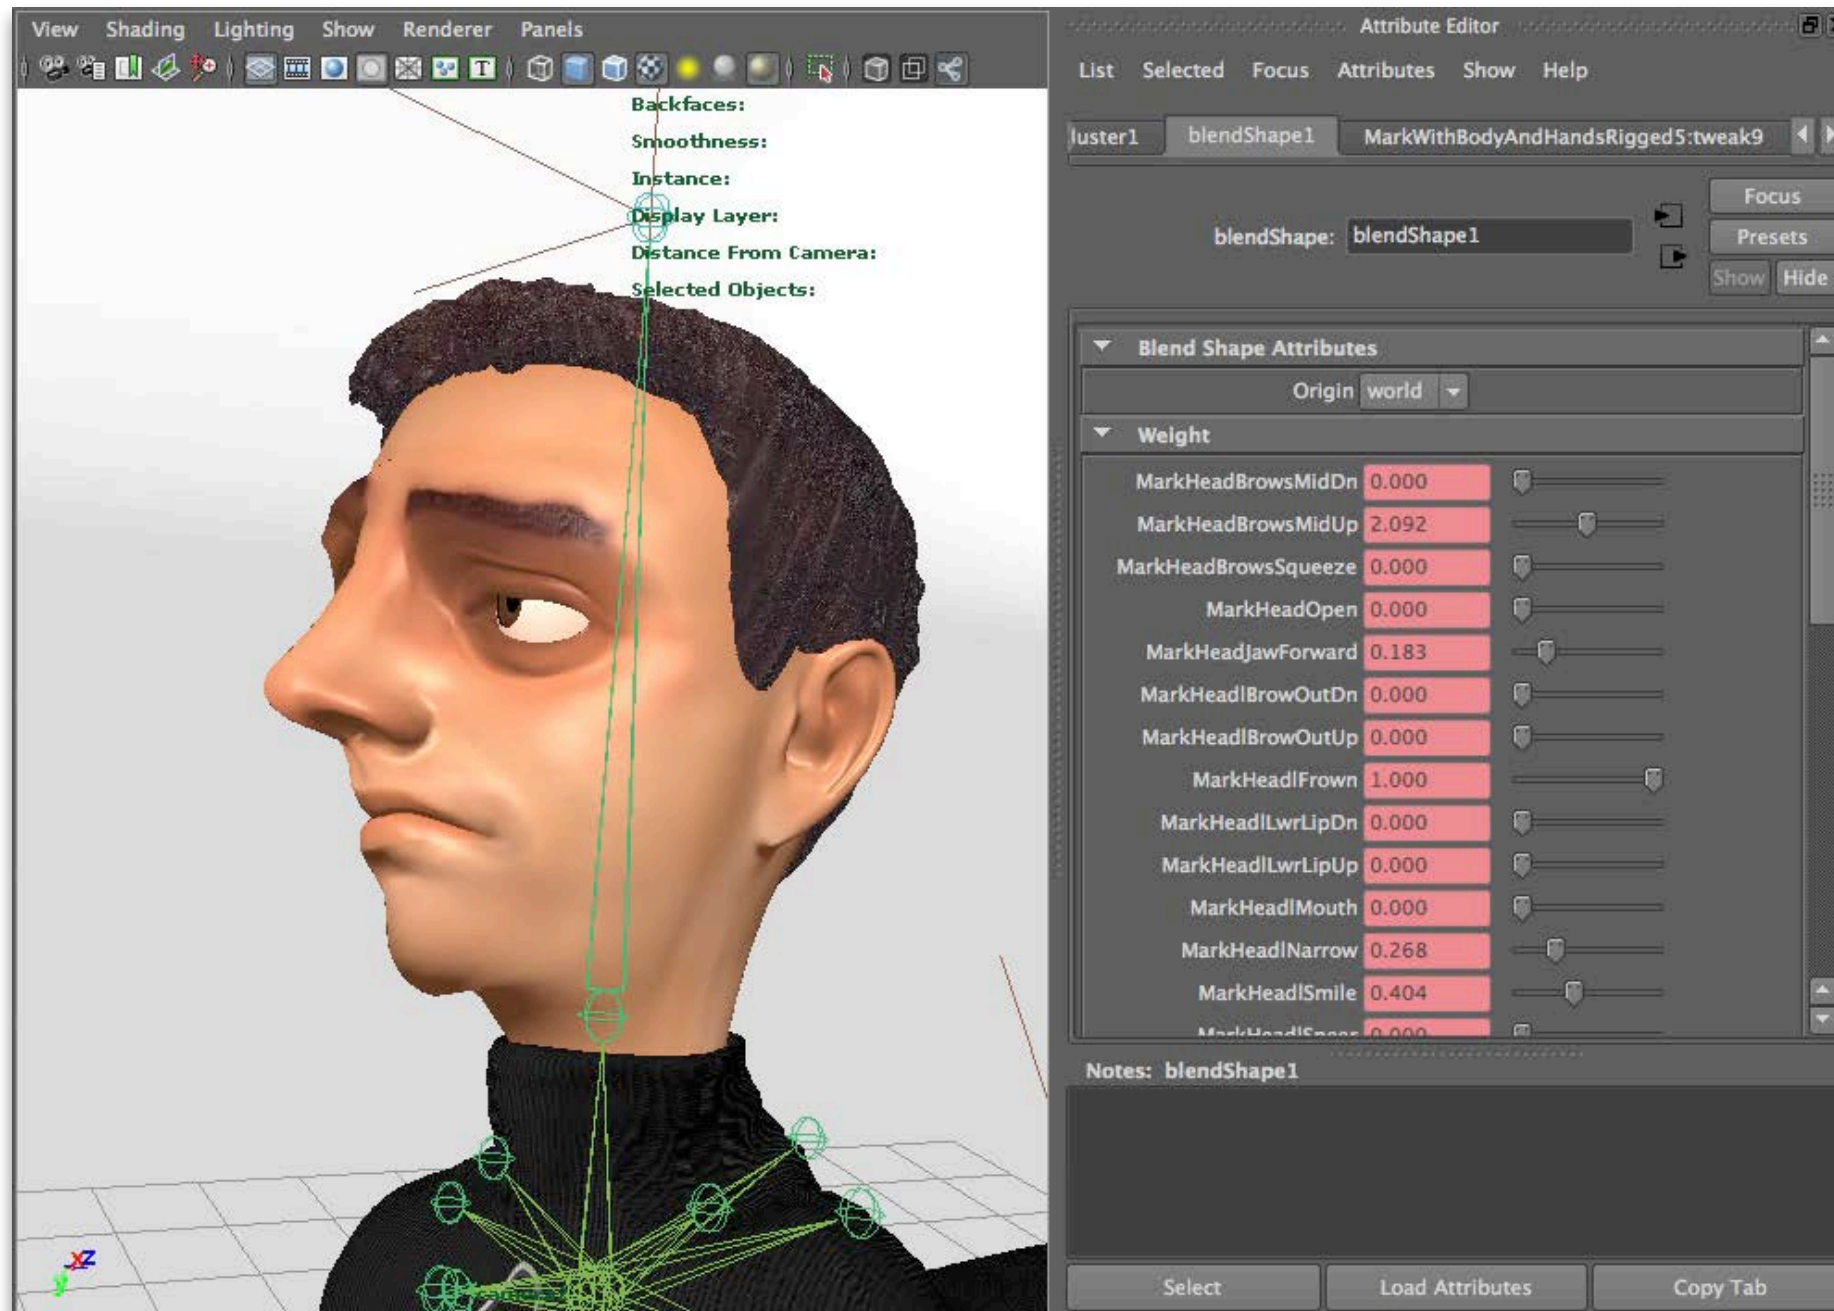 View Shading Lighting Show Renderer Panels
Backfaces:
Smoothness:
Instance:
Display Layer:
Distance From Camera:
Selected Objects:
Attribute Editor
List Selected Focus Attributes Show Help
luster1 blendShape1 MarkWithBodyAndHandsRigged5:tweak9
blendShape: blendShape1
Focus
Presets
Show Hide
Blend Shape Attributes
Origin world
Weight
MarkHeadBrowsMidDn 0.000
MarkHeadBrowsMidUp 2.092
MarkHeadBrowsSqueeze 0.000
MarkHeadOpen 0.000
MarkHeadJawForward 0.183
MarkHeadlBrowOutDn 0.000
MarkHeadlBrowOutUp 0.000
MarkHeadlFrown 1.000
MarkHeadlLwrLipDn 0.000
MarkHeadlLwrLipUp 0.000
MarkHeadlMouth 0.000
MarkHeadlNarrow 0.268
MarkHeadlSmile 0.404
MarkHeadlSneer 0.000
Notes: blendShape1
Select Load Attributes Copy Tab
T
x z
y